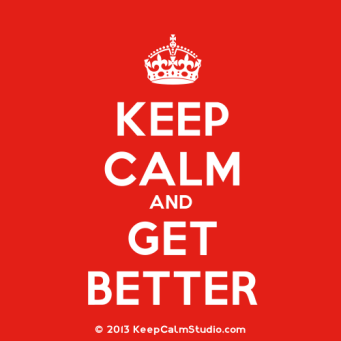 KEEP
CALM
AND
GET
BETTER
© 2013 KeepCalmStudio.com